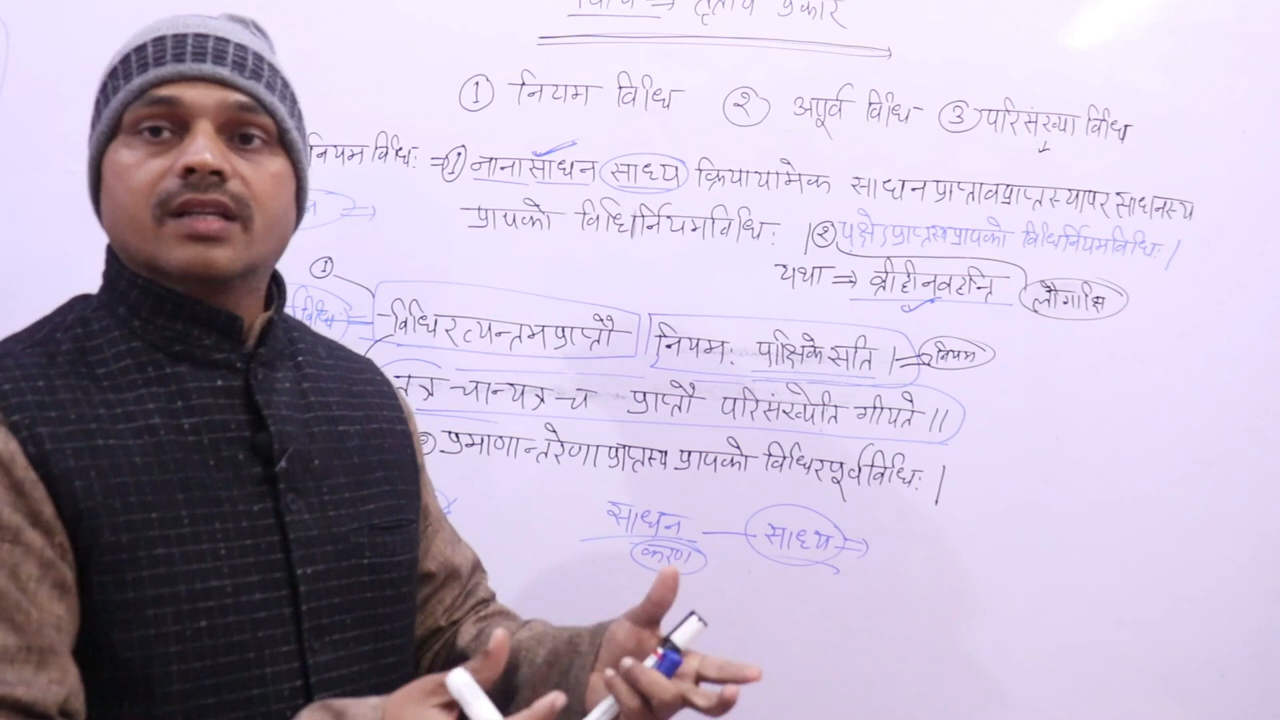 तृतीय प्रकार
① नियम विधि ② अपूर्व विधि ③ परिसंख्या विधि
नियम विधिः ⇒ ① नानासाधन साध्य क्रियायामेक साधनप्राप्तावप्राप्तस्यापर साधनस्य
प्रापको विधिर्नियमविधिः | ② पक्षेऽप्राप्तस्य प्रापको विधिर्नियमविधिः |
यथा ⇒ व्रीहीनवहन्ति लौगाक्षि
①
विधि विधिरत्यन्तमप्राप्तौ नियमः पाक्षिके सति | ⇒ नियम
तत्र चान्यत्र च प्राप्तौ परिसंख्येति गीयते ||
प्रमाणान्तरेणाप्राप्तस्य प्रापको विधिरपूर्वविधिः |
साधन — साध्य ⇒
करण